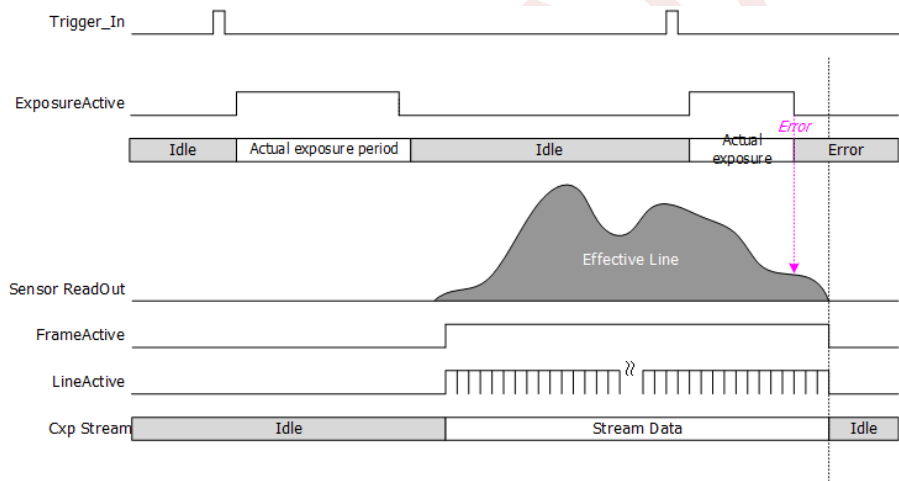 Trigger_In
ExposureActive
Error
Idle
Actual exposure period
Idle
Actual
exposure
Error
Effective Line
Sensor ReadOut
FrameActive
LineActive
Cxp Stream
Idle
Stream Data
Idle